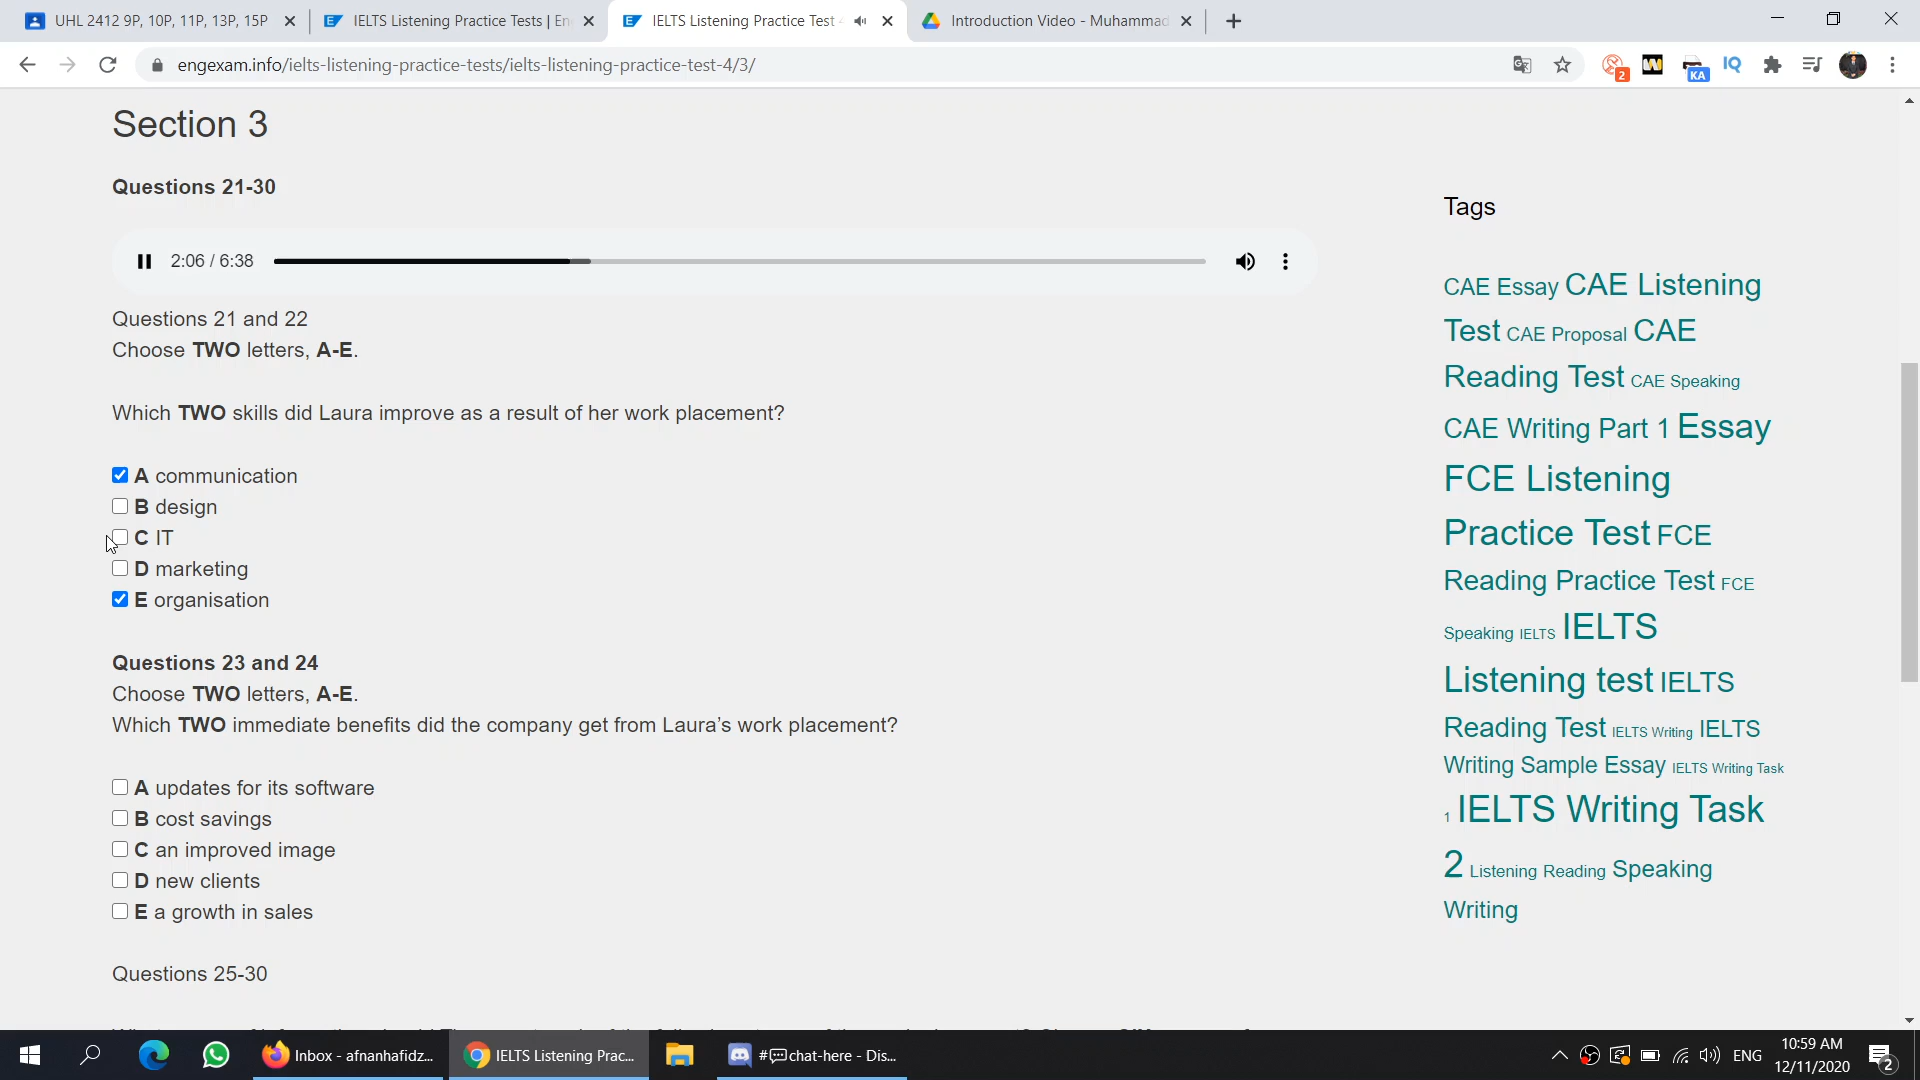 UHL 2412 9P, 10P, 11P, 13P, 15P
IELTS Listening Practice Tests | En
IELTS Listening Practice Test
Introduction Video - Muhammad
engexam.info/ielts-listening-practice-tests/ielts-listening-practice-test-4/3/
2
KA
IQ
Section 3
Questions 21-30
2:06 / 6:38
Questions 21 and 22
Choose TWO letters, A-E.
Which TWO skills did Laura improve as a result of her work placement?
A communication
B design
C IT
D marketing
E organisation
Questions 23 and 24
Choose TWO letters, A-E.
Which TWO immediate benefits did the company get from Laura's work placement?
A updates for its software
B cost savings
C an improved image
D new clients
E a growth in sales
Questions 25-30
Tags
CAE Essay CAE Listening
Test CAE Proposal CAE
Reading Test CAE Speaking
CAE Writing Part 1 Essay
FCE Listening
Practice Test FCE
Reading Practice Test FCE
Speaking IELTS IELTS
Listening test IELTS
Reading Test IELTS Writing IELTS
Writing Sample Essay IELTS Writing Task
1 IELTS Writing Task
2 Listening Reading Speaking
Writing
Inbox - afnanhafidz...
IELTS Listening Prac...
#💬chat-here - Dis...
ENG
10:59 AM
12/11/2020
2